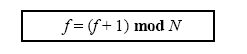 f = (f + 1) mod N